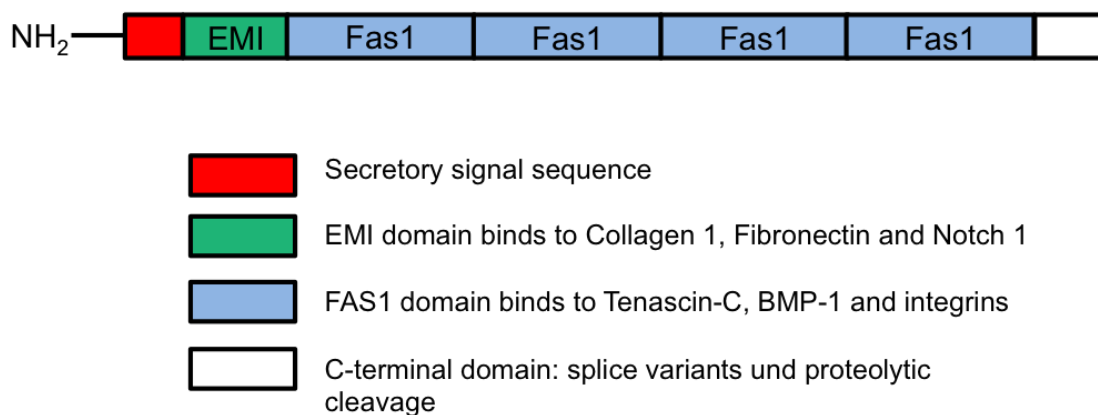 NH2 EMI Fas1 Fas1 Fas1 Fas1
Secretory signal sequence
EMI domain binds to Collagen 1, Fibronectin and Notch 1
FAS1 domain binds to Tenascin-C, BMP-1 and integrins
C-terminal domain: splice variants und proteolytic
cleavage